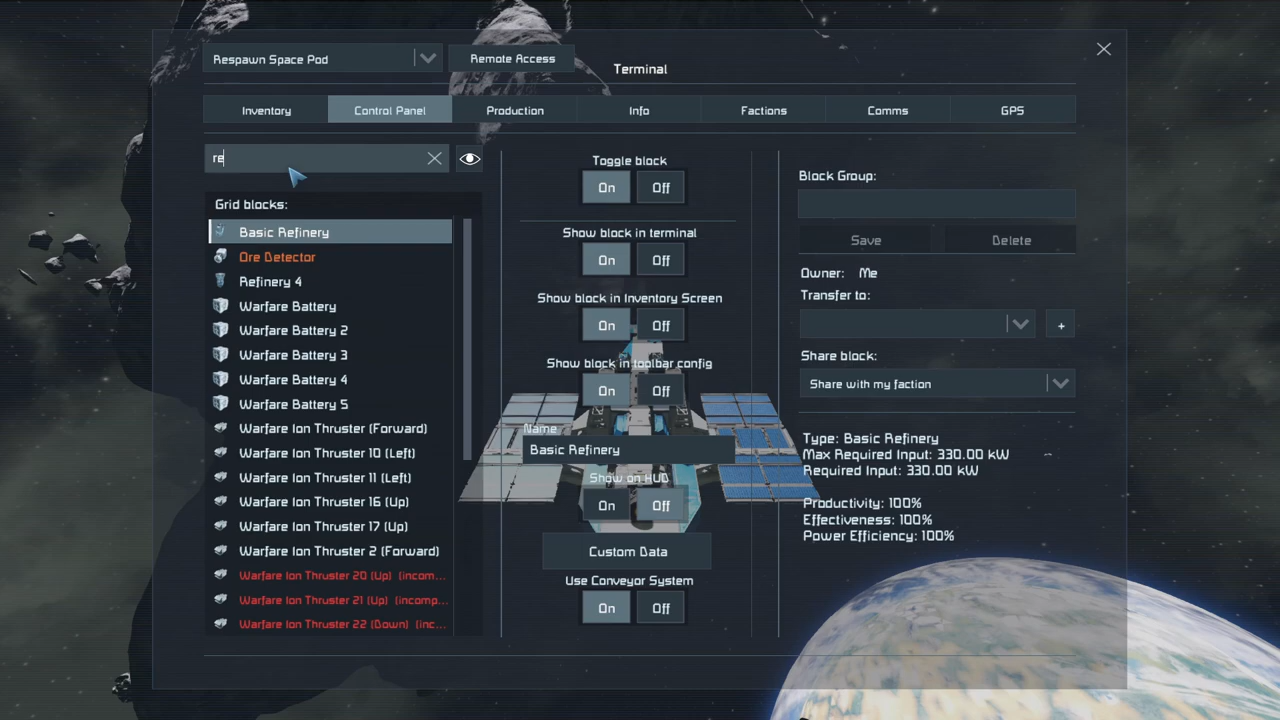 Respawn Space Pod
Remote Access
Terminal
Inventory
Control Panel
Production
Info
Factions
Comms
GPS
re
Grid blocks:
Basic Refinery
Ore Detector
Refinery 4
Warfare Battery
Warfare Battery 2
Warfare Battery 3
Warfare Battery 4
Warfare Battery 5
Warfare Ion Thruster (Forward)
Warfare Ion Thruster 10 (Left)
Warfare Ion Thruster 11 (Left)
Warfare Ion Thruster 16 (Up)
Warfare Ion Thruster 17 (Up)
Warfare Ion Thruster 2 (Forward)
Warfare Ion Thruster 20 (Up) (incom...
Warfare Ion Thruster 21 (Up) (incomp...
Warfare Ion Thruster 22 (Down) (inc...
Toggle block
On Off
Show block in terminal
On Off
Show block in Inventory Screen
On Off
Show block in toolbar config
On Off
Name
Basic Refinery
Show on HUD
On Off
Custom Data
Use Conveyor System
On Off
Block Group:
Save Delete
Owner: Me
Transfer to:
+
Share block:
Share with my faction
Type: Basic Refinery
Max Required Input: 330.00 kW
Required Input: 330.00 kW
Productivity: 100%
Effectiveness: 100%
Power Efficiency: 100%